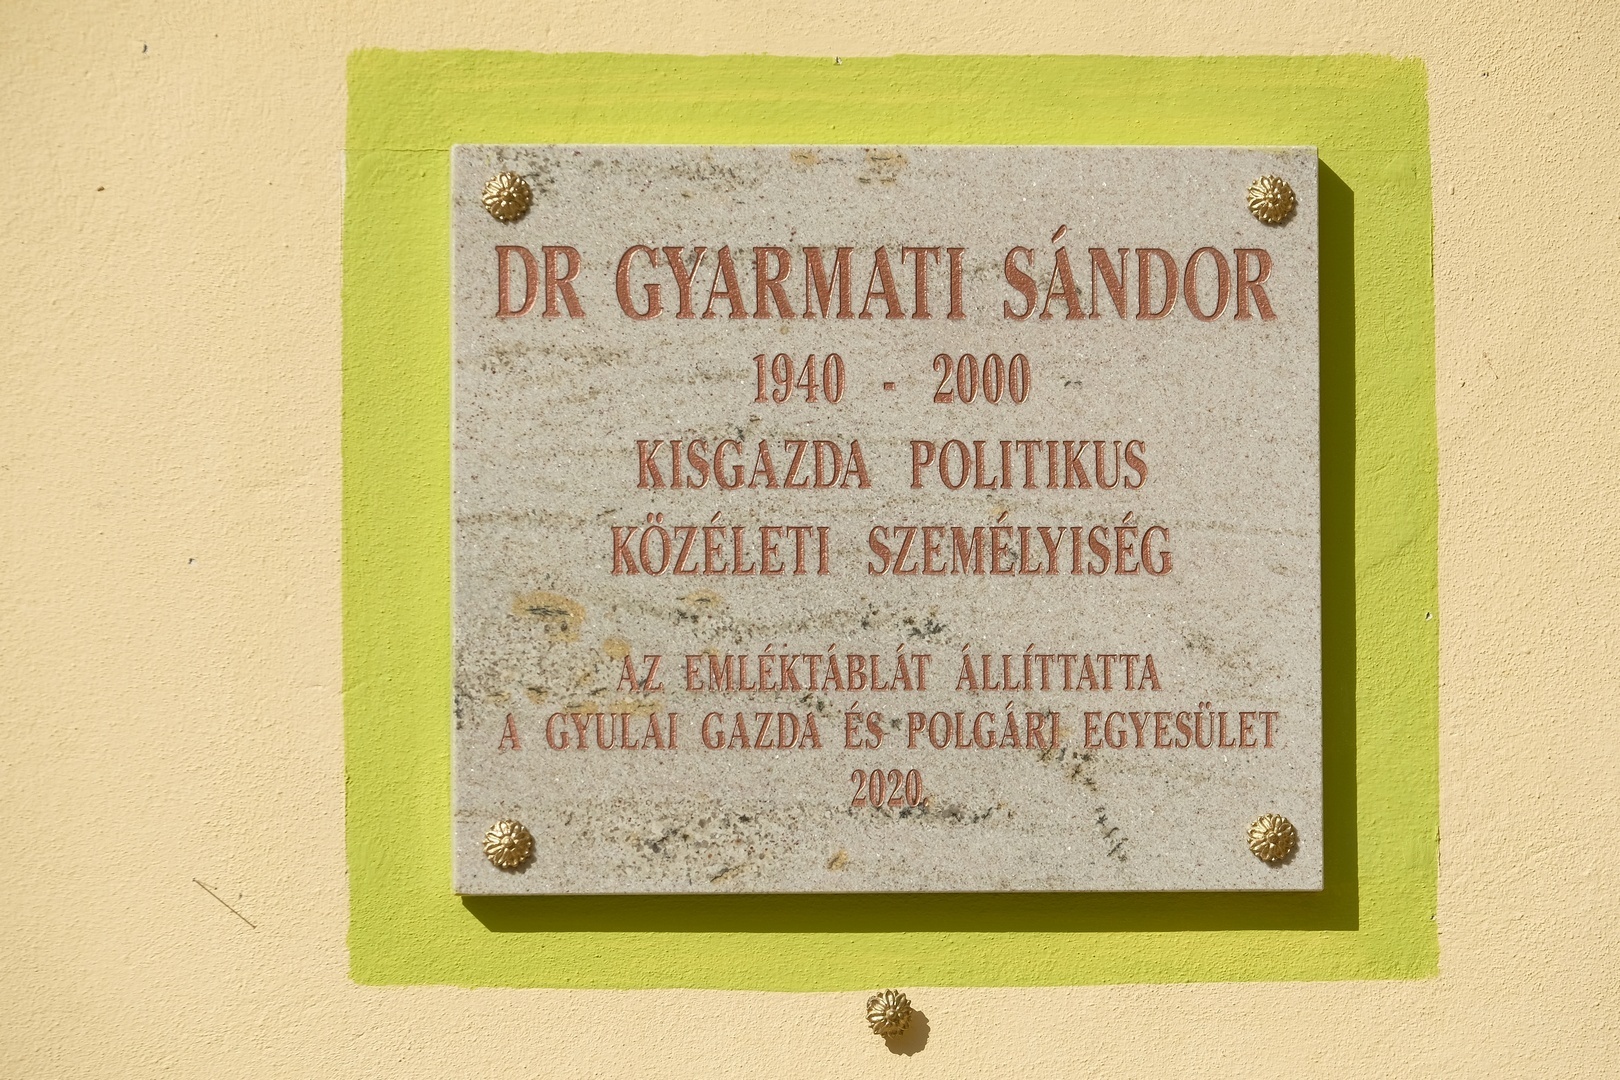 DR GYARMATI SÁNDOR
1940 - 2000
KISGAZDA POLITIKUS
KÖZÉLETI SZEMÉLYISÉG
AZ EMLÉKTÁBLÁT ÁLLÍTTATTA
A GYULAI GAZDA ÉS POLGÁRI EGYESÜLET
2020.